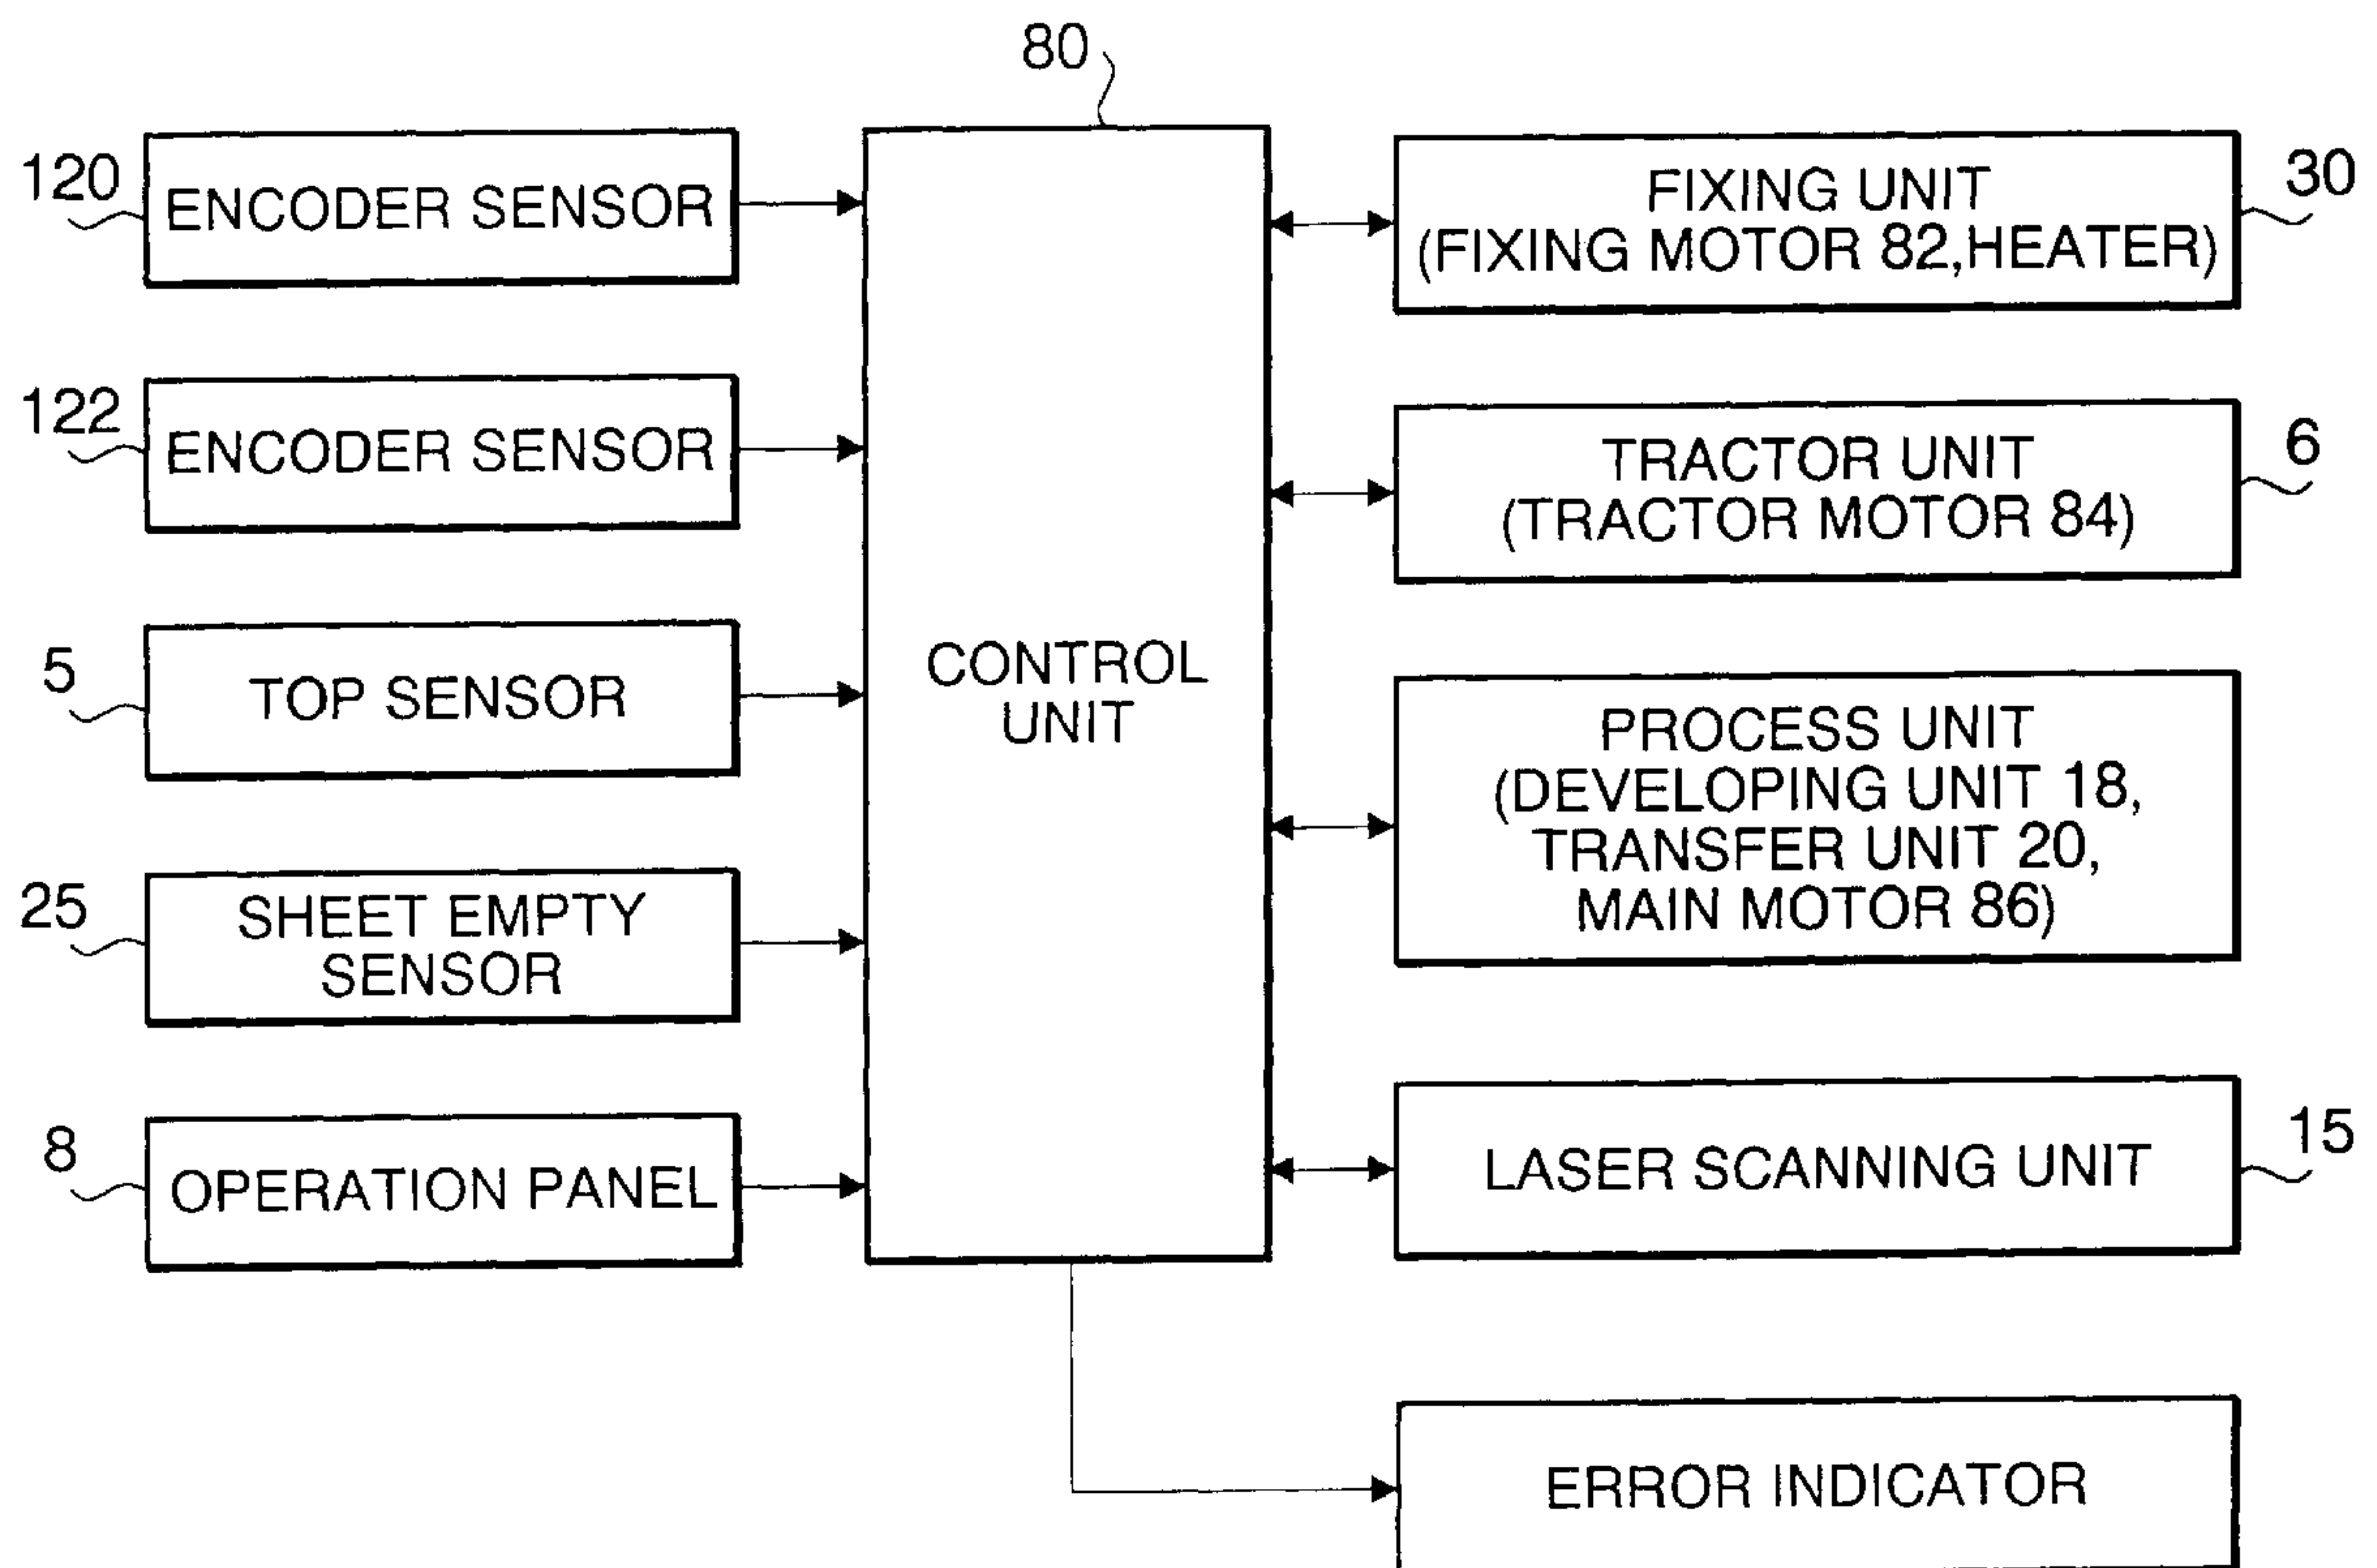 80
120
ENCODER SENSOR
122
ENCODER SENSOR
5
TOP SENSOR
25
SHEET EMPTY
SENSOR
8
OPERATION PANEL
CONTROL
UNIT
FIXING UNIT
(FIXING MOTOR 82,HEATER)
30
TRACTOR UNIT
(TRACTOR MOTOR 84)
6
PROCESS UNIT
(DEVELOPING UNIT 18,
TRANSFER UNIT 20,
MAIN MOTOR 86)
LASER SCANNING UNIT
15
ERROR INDICATOR